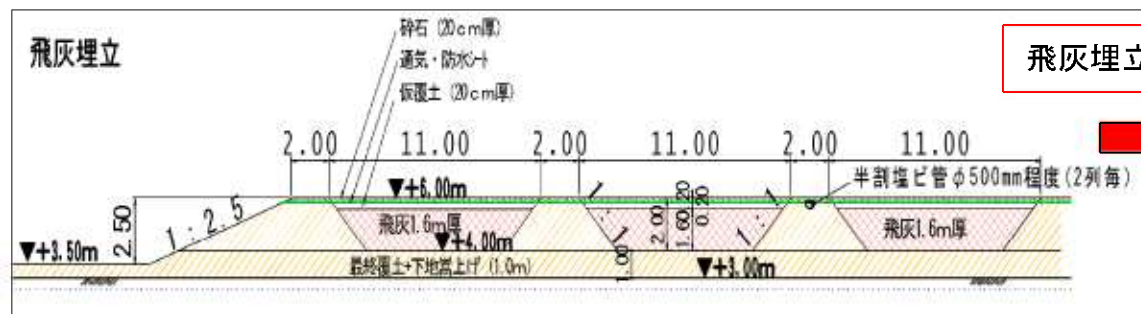 飛灰埋立
砕石 (20cm厚)
通気・防水シート
仮覆土 (20cm厚)
飛灰埋立
2.00
11.00
2.00
11.00
2.00
11.00
半割塩ビ管φ500mm程度(2列毎)
▼+6.00m
1:2.5
2.50
▼+3.50m
飛灰1.6m厚
▼+4.00m
1:1
2.00
1.60
0.20
0.20
1:1
飛灰1.6m厚
最終覆土+下地嵩上げ (1.0m)
1.00
▼+3.00m